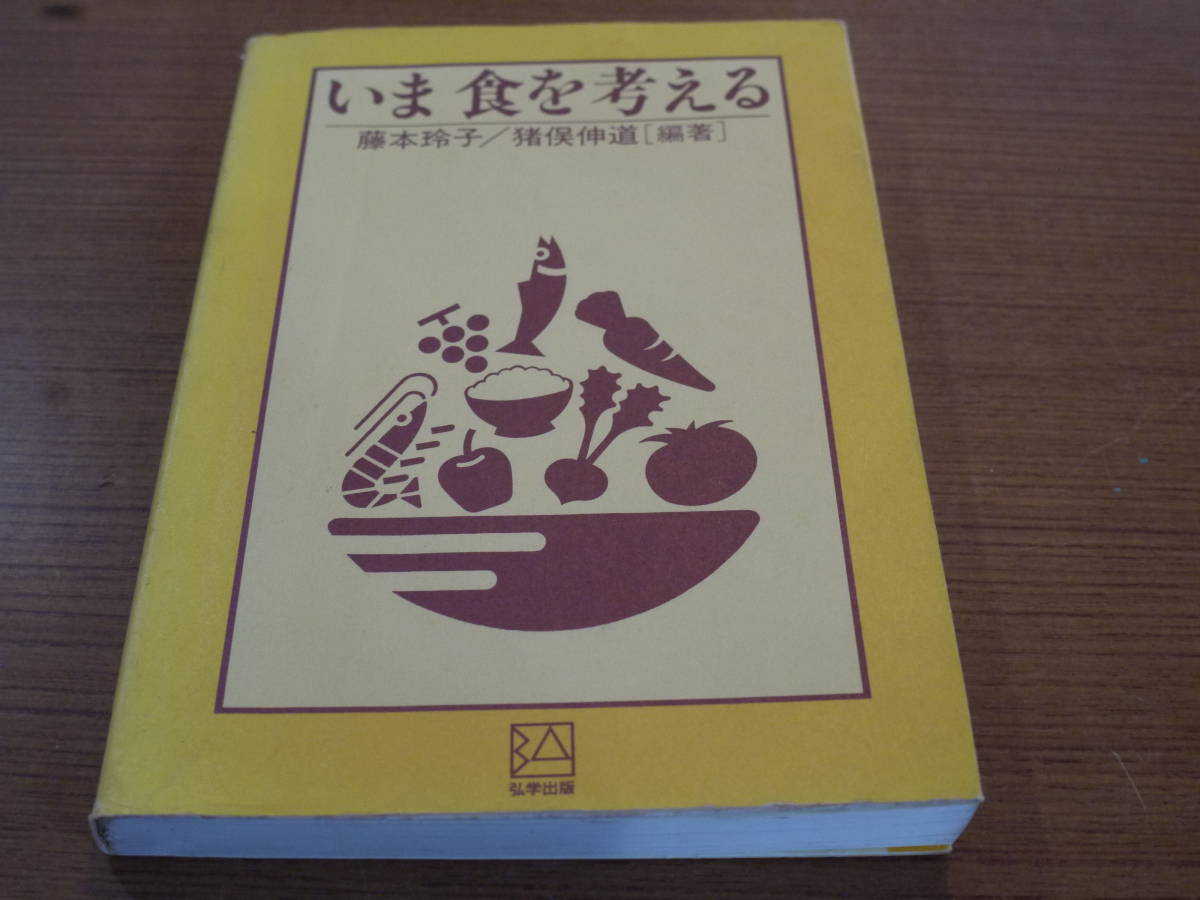 いま 食を考える
藤本玲子／猪俣伸道［編著］
弘学出版